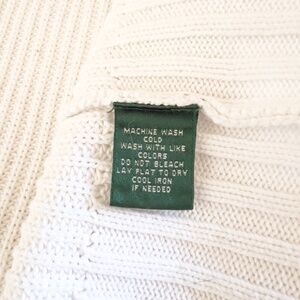 MACHINE WASH
COLD
WASH WITH LIKE
COLORS
DO NOT BLEACH
LAY FLAT TO DRY
COOL IRON
IF NEEDED